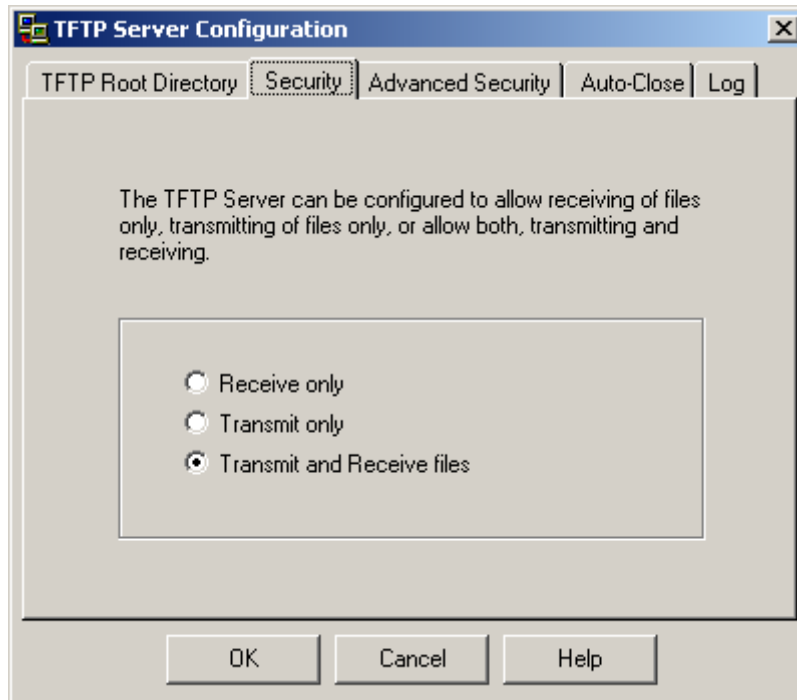 TFTP Server Configuration
TFTP Root Directory
Security
Advanced Security
Auto-Close
Log
The TFTP Server can be configured to allow receiving of files
only, transmitting of files only, or allow both, transmitting and
receiving.
Receive only
Transmit only
Transmit and Receive files
OK
Cancel
Help